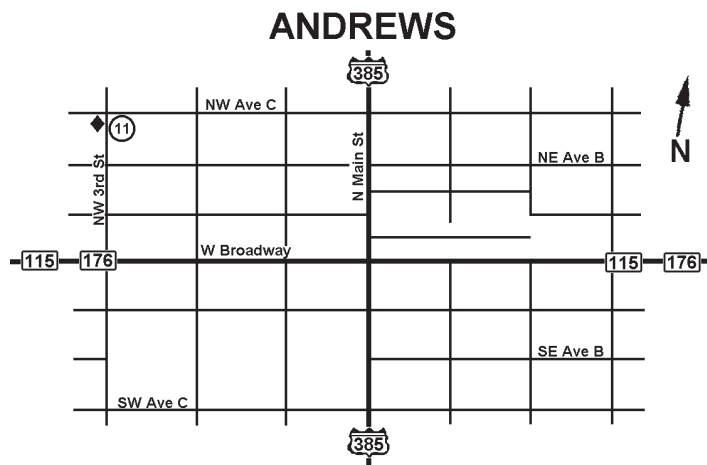 ANDREWS
385
NW Ave C
11
N
NE Ave B
N Main St
NW 3rd St
W Broadway
115
176
115
176
SE Ave B
SW Ave C
385